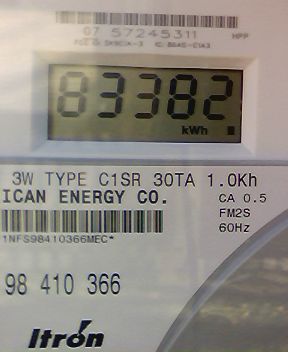 07 57245311 HPP
83382
kWh
3W TYPE C1SR 30TA 1.0Kh
ICAN ENERGY CO.
CA 0.5
FM2S
60Hz
1NFS98410366MEC*
98 410 366
Itron